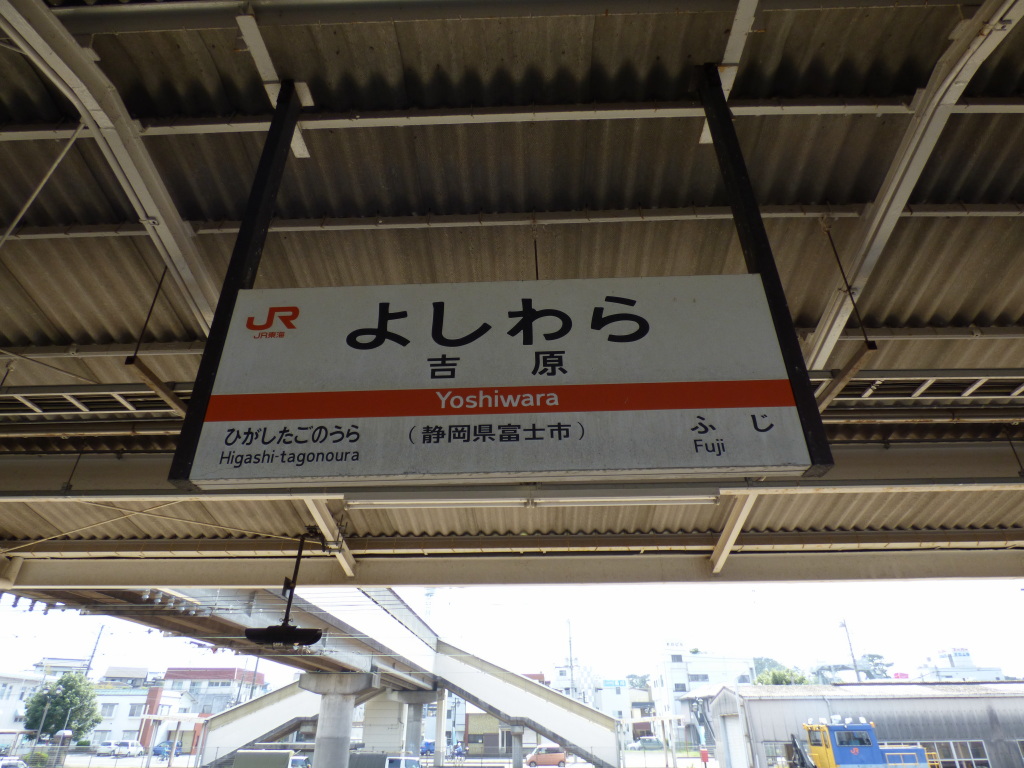 JR
JR東海
よしわら
吉原
Yoshiwara
ひがしたごのうら
Higashi-tagonoura
(静岡県富士市)
ふじ
Fuji